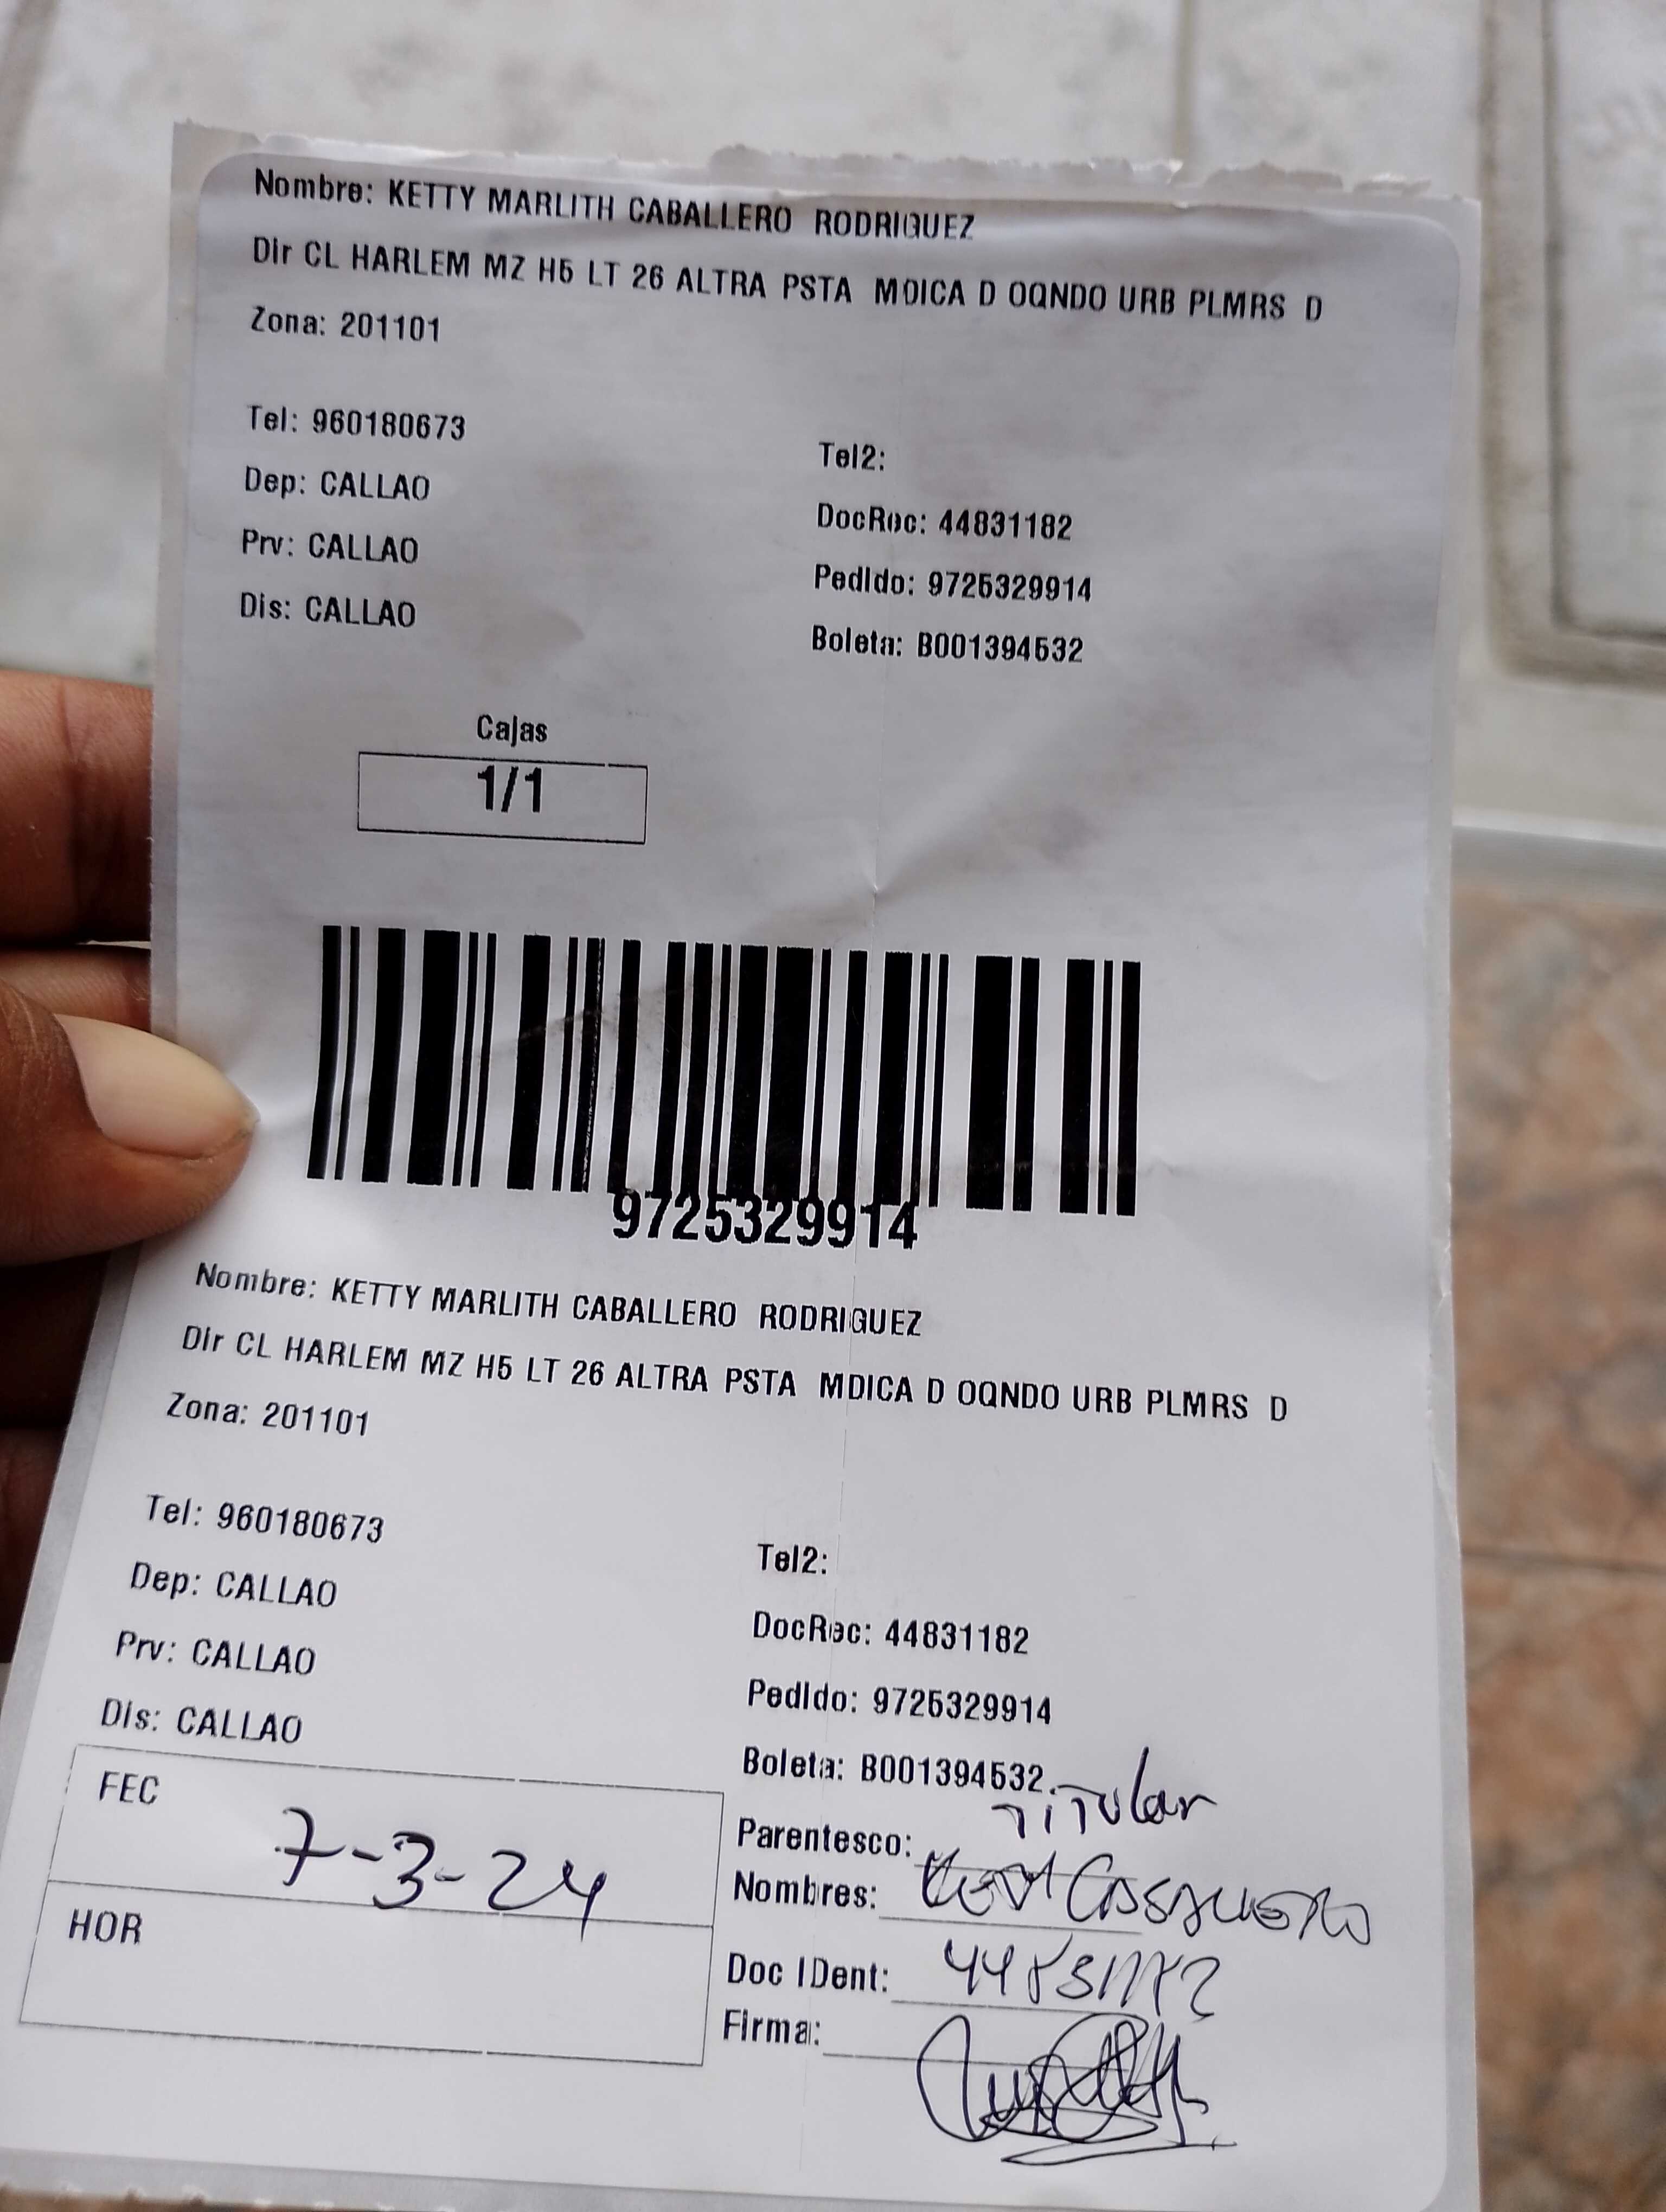 Nombre: KETTY MARLITH CABALLERO RODRIGUEZ
Dir CL HARLEM MZ H5 LT 26 ALTRA PSTA MDICA D OQNDO URB PLMRS D
Zona: 201101
Tel: 960180673
Tel2:
Dep: CALLAO
DocRec: 44831182
Prv: CALLAO
Pedido: 9725329914
Dis: CALLAO
Boleta: B001394532
Cajas
1/1
9725329914
Nombre: KETTY MARLITH CABALLERO RODRIGUEZ
Dir CL HARLEM MZ H5 LT 26 ALTRA PSTA MDICA D OQNDO URB PLMRS D
Zona: 201101
Tel: 960180673
Tel2:
Dep: CALLAO
DocRec: 44831182
Prv: CALLAO
Pedido: 9725329914
Dis: CALLAO
Boleta: B001394532
FEC 7-3-24
HOR
Parentesco: Titular
Nombres: Caballero
Doc IDent: 44831182
Firma: